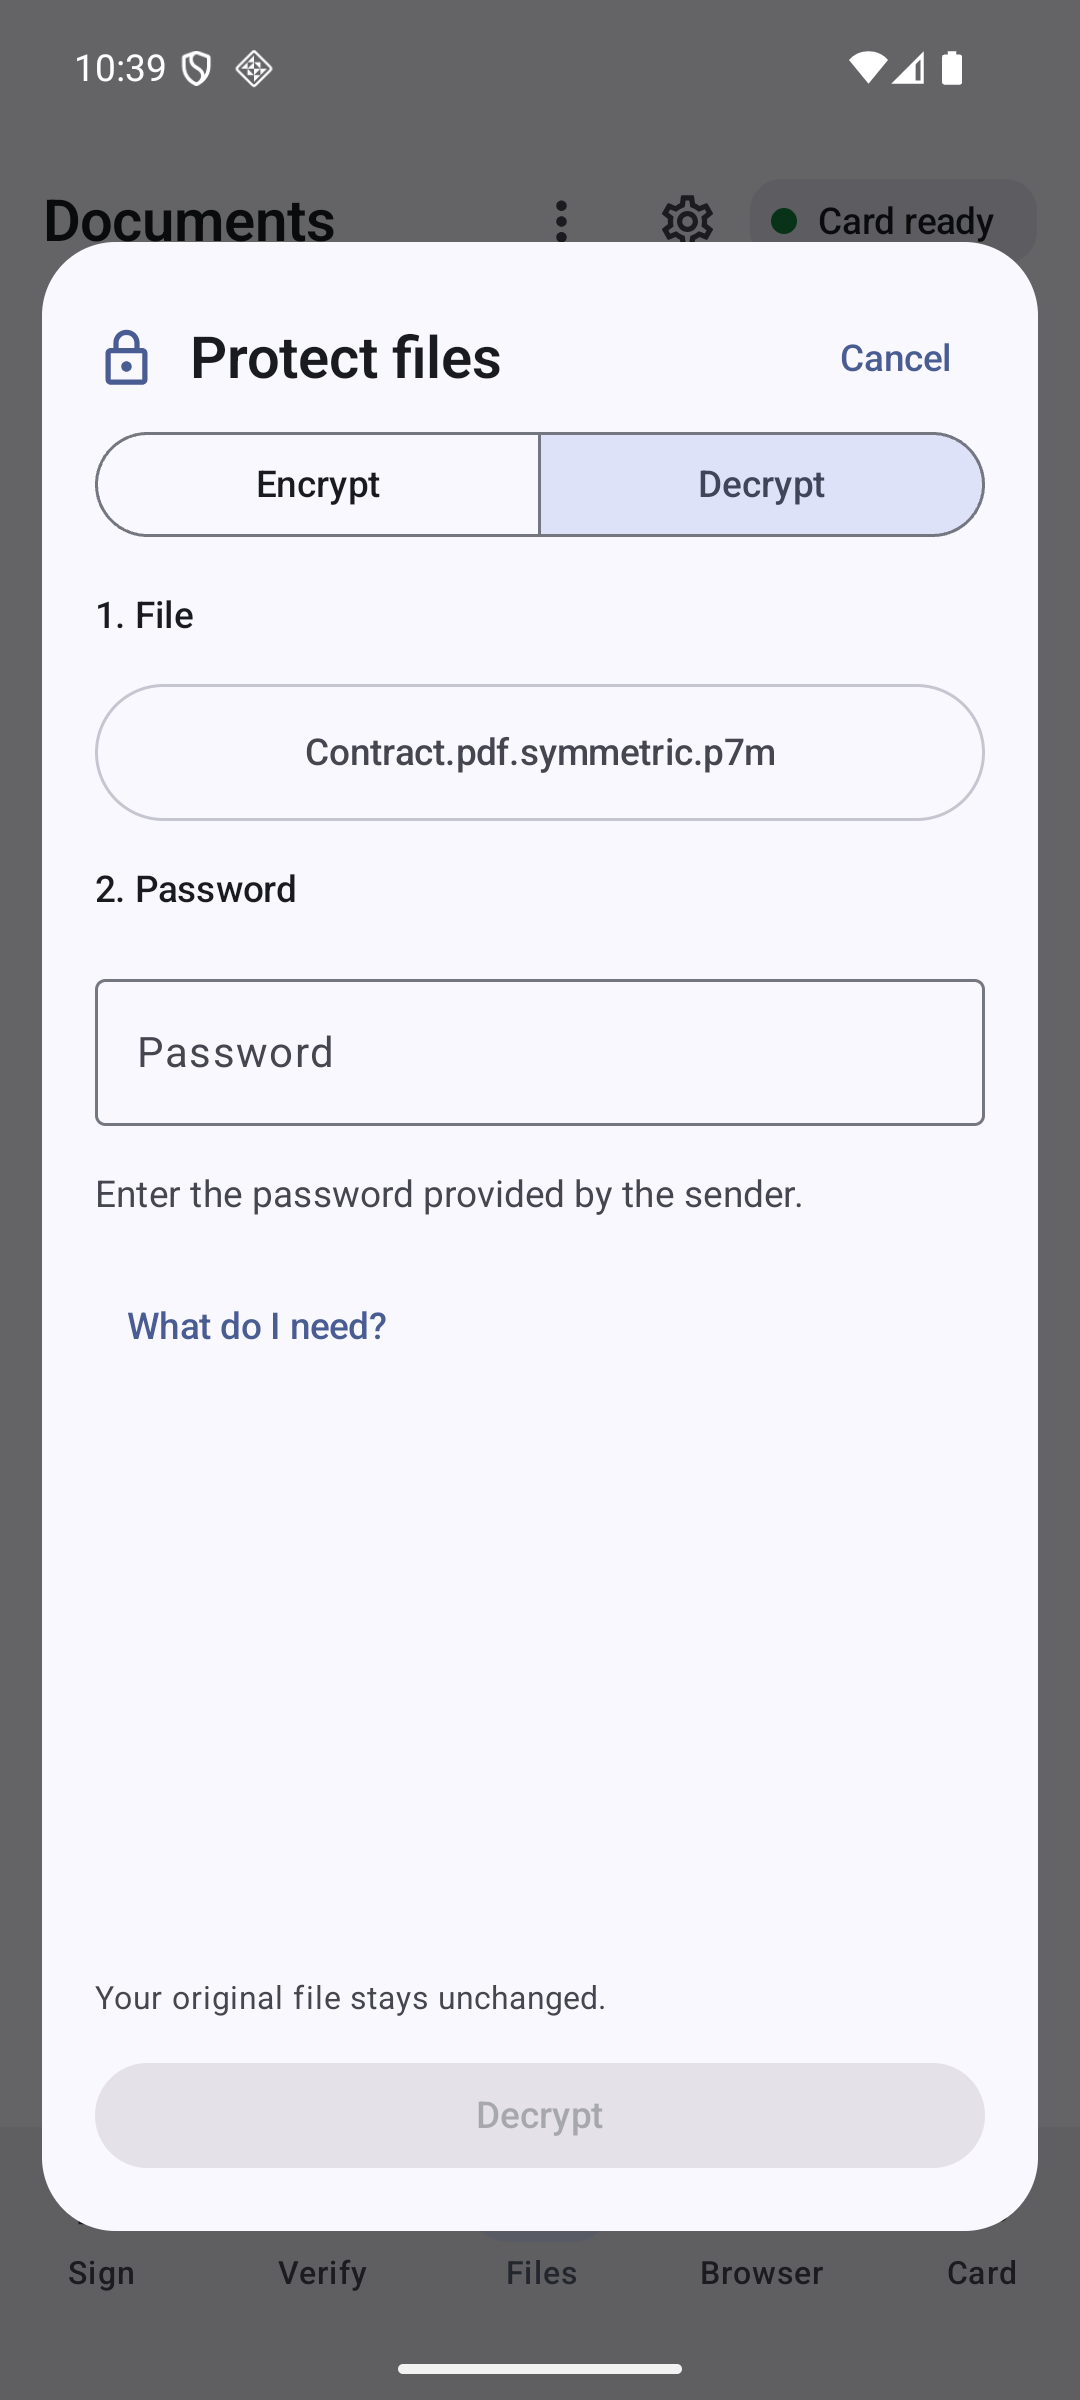 10:39
Documents
Card ready
Protect files
Cancel
Encrypt
Decrypt
1. File
Contract.pdf.symmetric.p7m
2. Password
Password
Enter the password provided by the sender.
What do I need?
Your original file stays unchanged.
Decrypt
Sign
Verify
Files
Browser
Card